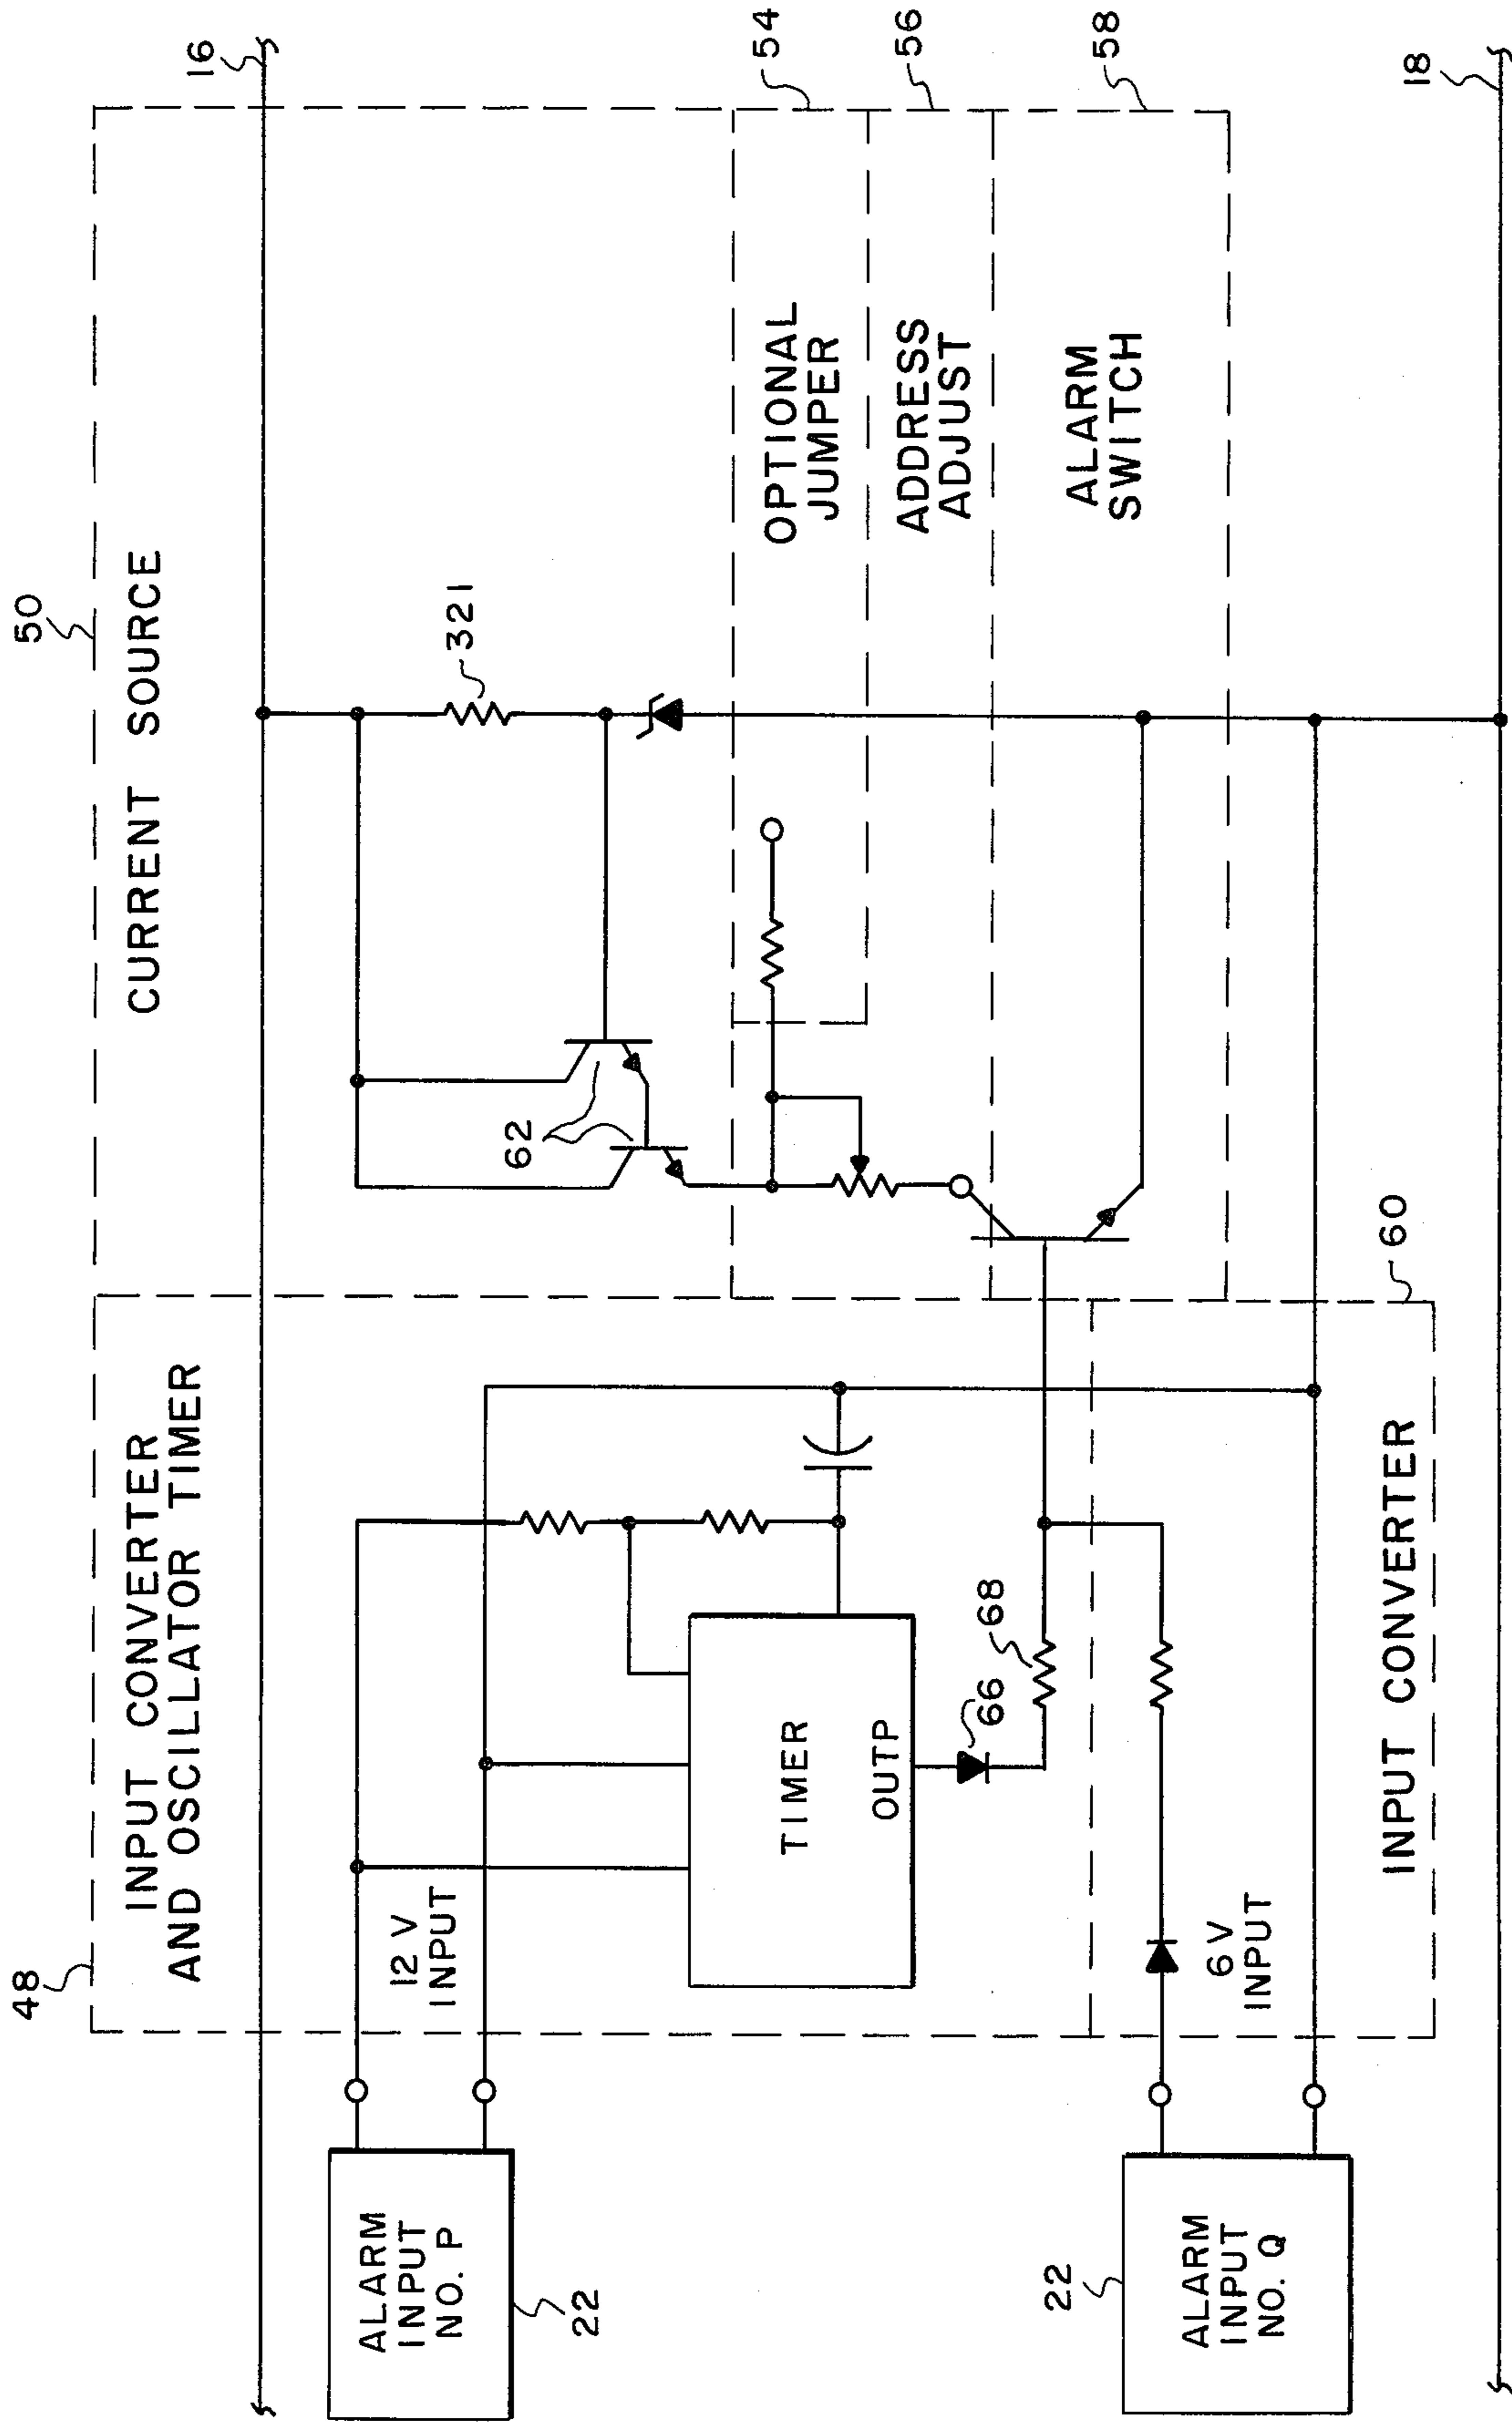 50
CURRENT SOURCE
48
INPUT CONVERTER
AND OSCILLATOR TIMER
16
321
62
12 V
INPUT
ALARM
INPUT
NO. P
22
TIMER
OUTP
66
68
OPTIONAL
JUMPER
54
ADDRESS
ADJUST
56
ALARM
SWITCH
58
ALARM
INPUT
NO. Q
22
6 V
INPUT
INPUT CONVERTER
60
18